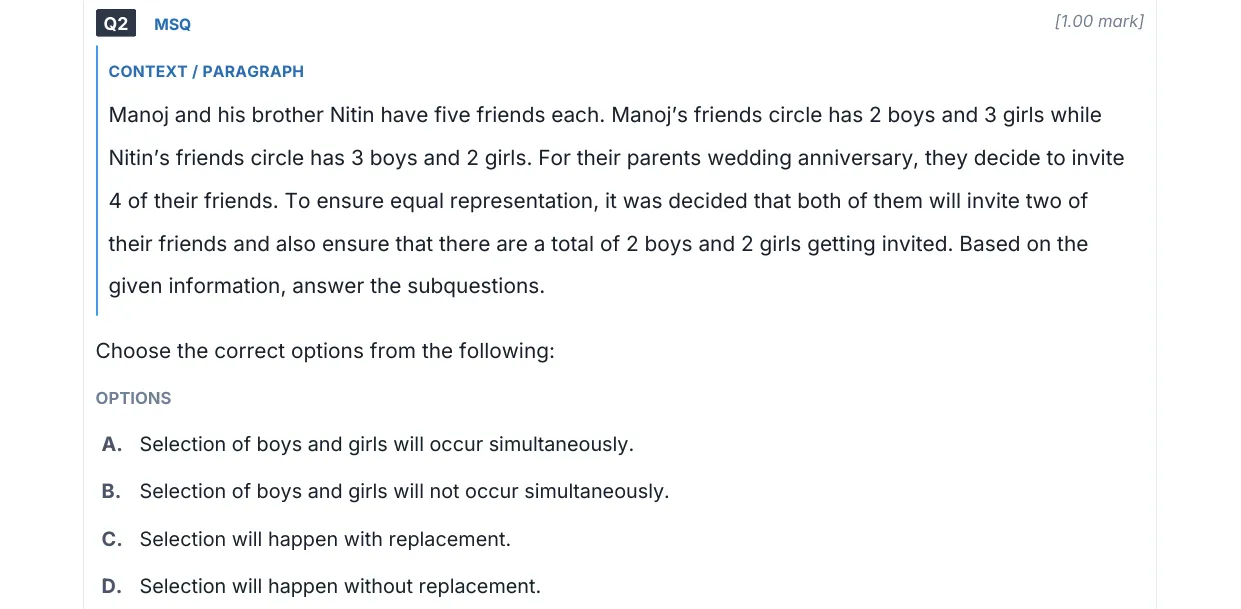 Q2 MSQ [1.00 mark]
CONTEXT / PARAGRAPH
Manoj and his brother Nitin have five friends each. Manoj’s friends circle has 2 boys and 3 girls while
Nitin’s friends circle has 3 boys and 2 girls. For their parents wedding anniversary, they decide to invite
4 of their friends. To ensure equal representation, it was decided that both of them will invite two of
their friends and also ensure that there are a total of 2 boys and 2 girls getting invited. Based on the
given information, answer the subquestions.
Choose the correct options from the following:
OPTIONS
A. Selection of boys and girls will occur simultaneously.
B. Selection of boys and girls will not occur simultaneously.
C. Selection will happen with replacement.
D. Selection will happen without replacement.